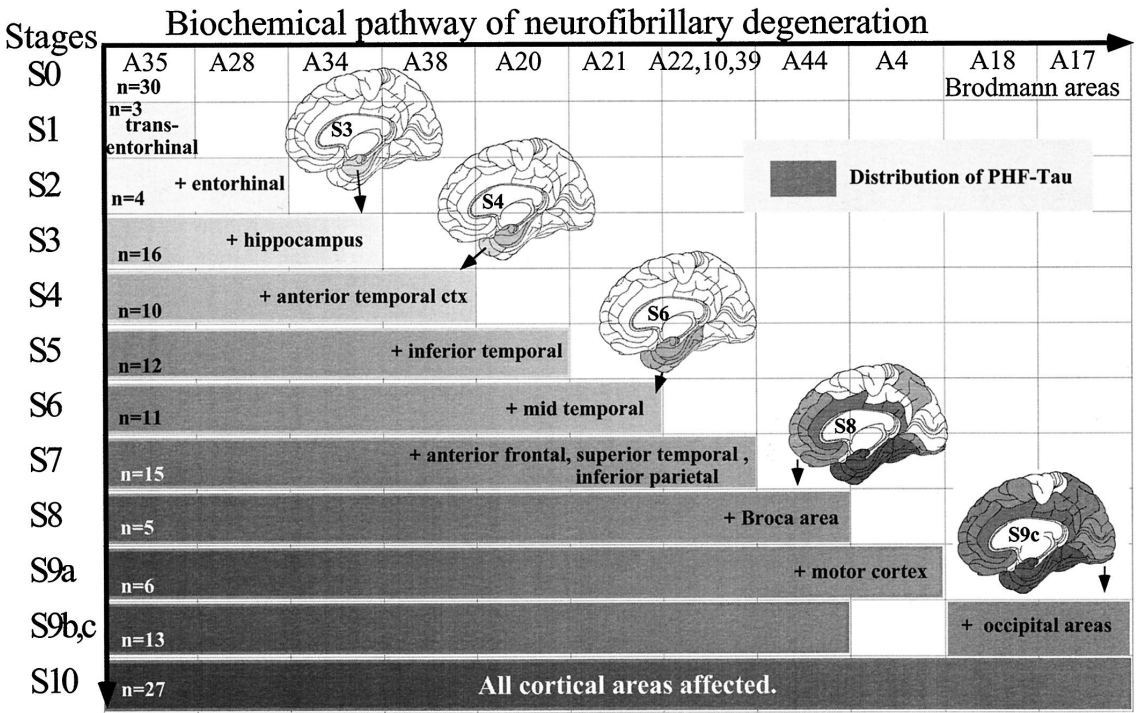 Biochemical pathway of neurofibrillary degeneration
Stages
A35 A28 A34 A38 A20 A21 A22,10,39 A44 A4 A18 A17
Brodmann areas
S0
n=30
S1
n=3
trans-
entorhinal
S3
S2
n=4
+ entorhinal
S4
Distribution of PHF-Tau
S3
n=16
+ hippocampus
S4
n=10
+ anterior temporal ctx
S6
S5
n=12
+ inferior temporal
S6
n=11
+ mid temporal
S8
S7
n=15
+ anterior frontal, superior temporal ,
inferior parietal
S8
n=5
+ Broca area
S9c
S9a
n=6
+ motor cortex
S9b,c
n=13
+ occipital areas
S10
n=27
All cortical areas affected.